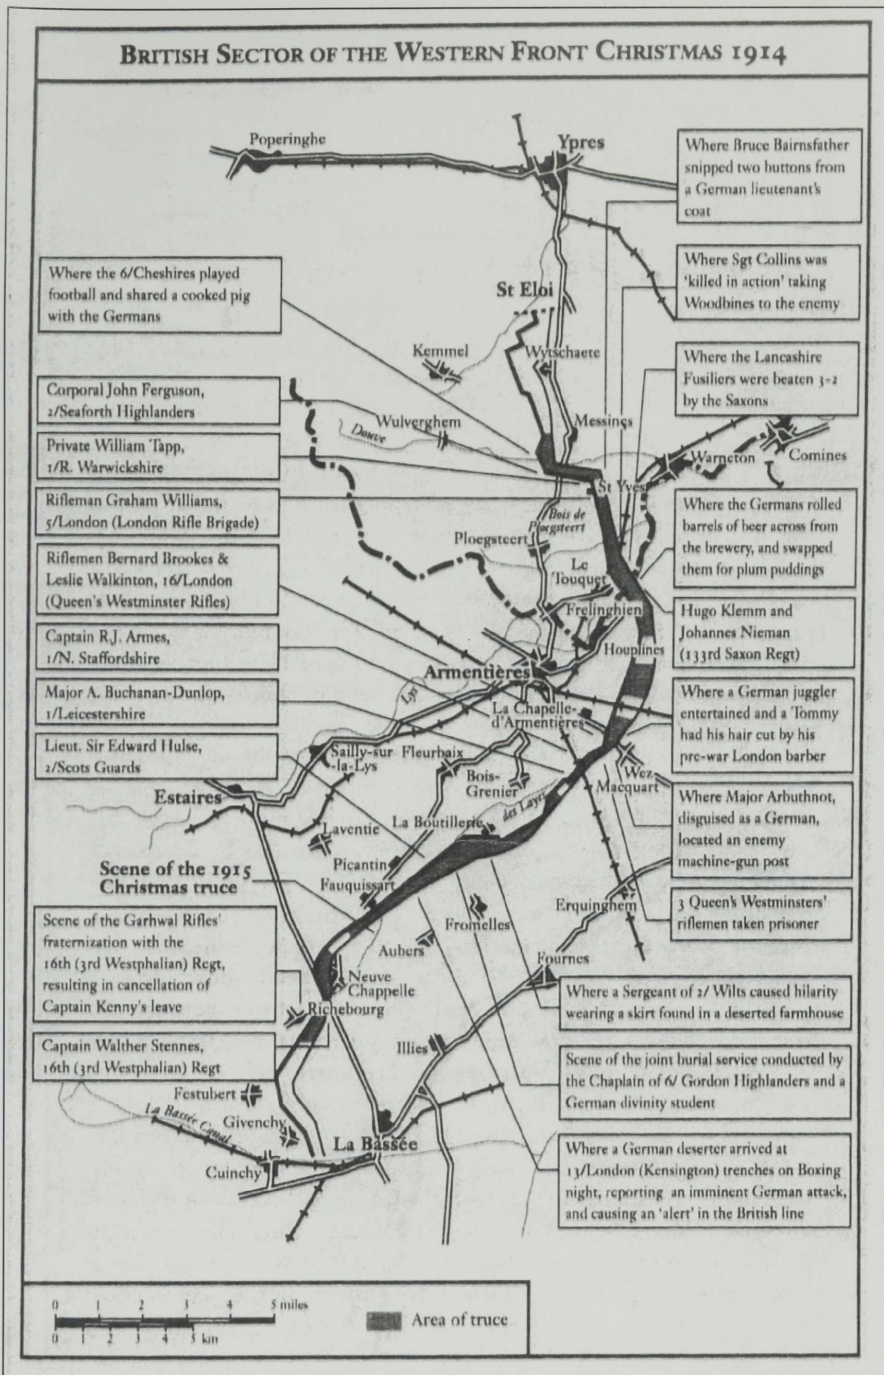 BRITISH SECTOR OF THE WESTERN FRONT CHRISTMAS 1914
Poperinghe
Ypres
Where Bruce Bairnsfather
snipped two buttons from
a German lieutenant's
coat
Where Sgt Collins was
'killed in action' taking
Woodbines to the enemy
Where the 6/Cheshires played
football and shared a cooked pig
with the Germans
St Eloi
Kemmel
Wytschaete
Where the Lancashire
Fusiliers were beaten 3-2
by the Saxons
Corporal John Ferguson,
2/Seaforth Highlanders
Wulverghem
Douve
Messines
Private William Tapp,
1/R. Warwickshire
Warneton
Comines
St Yves
Rifleman Graham Williams,
5/London (London Rifle Brigade)
Bois de
Ploegsteert
Ploegsteert
Where the Germans rolled
barrels of beer across from
the brewery, and swapped
them for plum puddings
Riflemen Bernard Brookes &
Leslie Walkinton, 16/London
(Queen's Westminster Rifles)
Le
Touquet
Frelinghien
Hugo Klemm and
Johannes Nieman
(133rd Saxon Regt)
Captain R.J. Armes,
1/N. Staffordshire
Houplines
Armentières
Major A. Buchanan-Dunlop,
1/Leicestershire
Lys
La Chapelle-
d'Armentières
Where a German juggler
entertained and a Tommy
had his hair cut by his
pre-war London barber
Lieut. Sir Edward Hulse,
2/Scots Guards
Sailly-sur
-la-Lys
Fleurbaix
Bois-
Grenier
Wez
Macquart
Estaires
des Layes
Where Major Arbuthnot,
disguised as a German,
located an enemy
machine-gun post
Laventie
La Boutillerie
Picantin
Fauquissart
Scene of the 1915
Christmas truce
3 Queen's Westminsters'
riflemen taken prisoner
Erquinghem
Fromelles
Aubers
Fournes
Scene of the Garhwal Rifles'
fraternization with the
16th (3rd Westphalian) Regt,
resulting in cancellation of
Captain Kenny's leave
Neuve
Chappelle
Richebourg
Where a Sergeant of 2/ Wilts caused hilarity
wearing a skirt found in a deserted farmhouse
Captain Walther Stennes,
16th (3rd Westphalian) Regt
Illies
Scene of the joint burial service conducted by
the Chaplain of 6/ Gordon Highlanders and a
German divinity student
Festubert
La Bassée Canal
Givenchy
La Bassée
Cuinchy
Where a German deserter arrived at
13/London (Kensington) trenches on Boxing
night, reporting an imminent German attack,
and causing an 'alert' in the British line
0 1 2 3 4 5 miles
0 1 2 3 4 5 km
Area of truce